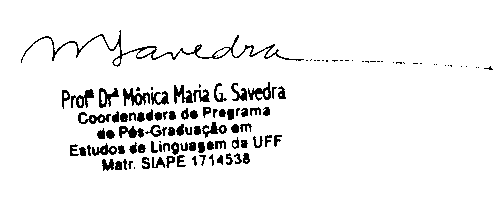 MSavedra
Profª Drª Mônica Maria G. Savedra
Coordenadora do Programa
de Pós-Graduação em
Estudos de Linguagem da UFF
Matr. SIAPE 1714538